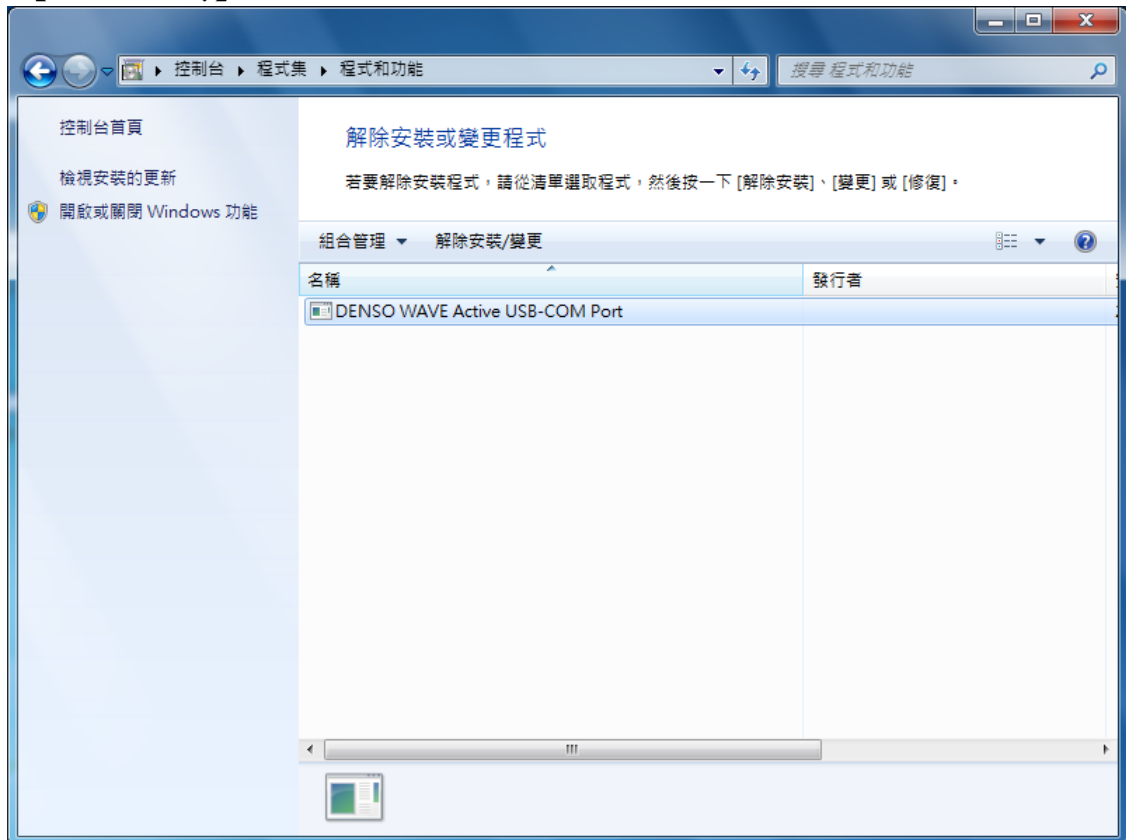 控制台 ▸ 程式集 ▸ 程式和功能
搜尋 程式和功能
控制台首頁
檢視安裝的更新
開啟或關閉 Windows 功能
解除安裝或變更程式
若要解除安裝程式，請從清單選取程式，然後按一下 [解除安裝]、[變更] 或 [修復]。
組合管理 解除安裝/變更
名稱 發行者
DENSO WAVE Active USB-COM Port